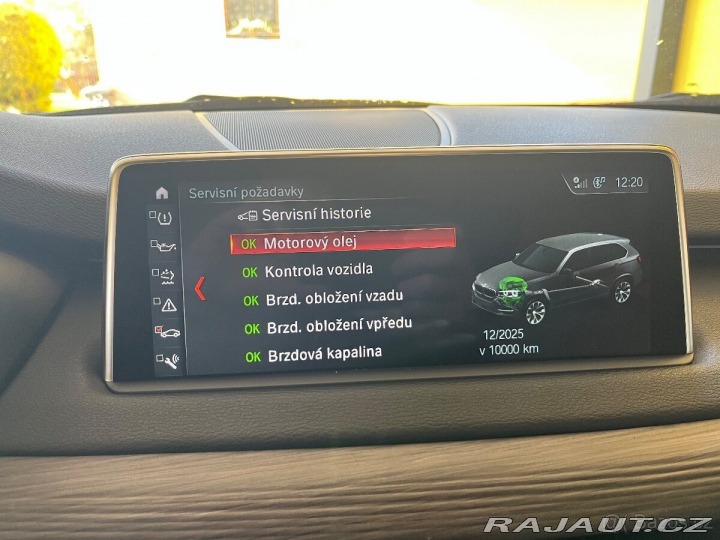 Servisní požadavky
12:20
Servisní historie
OK Motorový olej
OK Kontrola vozidla
OK Brzd. obložení vzadu
OK Brzd. obložení vpředu
OK Brzdová kapalina
12/2025
v 10000 km
RAJAUT.CZ